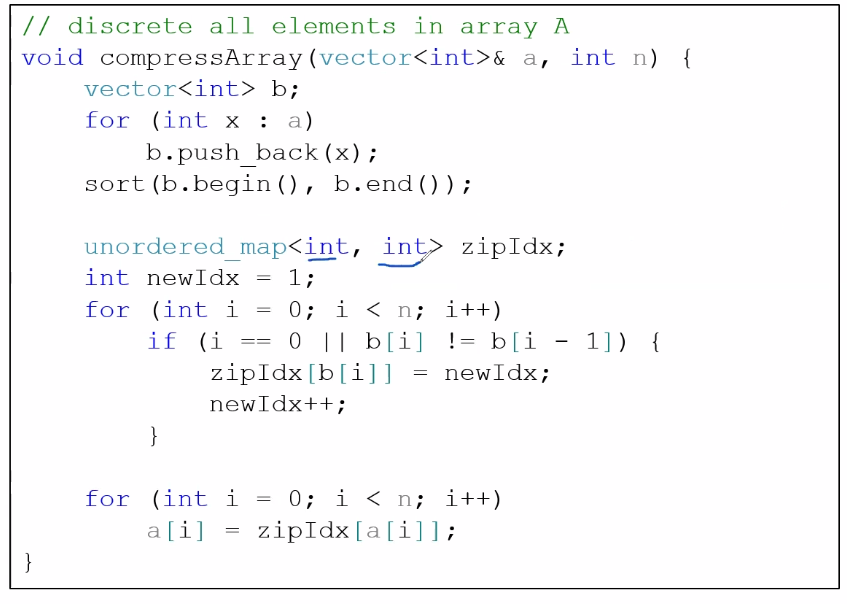 // discrete all elements in array A
void compressArray(vector<int>& a, int n) {
vector<int> b;
for (int x : a)
b.push_back(x);
sort(b.begin(), b.end());
unordered_map<int, int> zipIdx;
int newIdx = 1;
for (int i = 0; i < n; i++)
if (i == 0 || b[i] != b[i - 1]) {
zipIdx[b[i]] = newIdx;
newIdx++;
}
for (int i = 0; i < n; i++)
a[i] = zipIdx[a[i]];
}